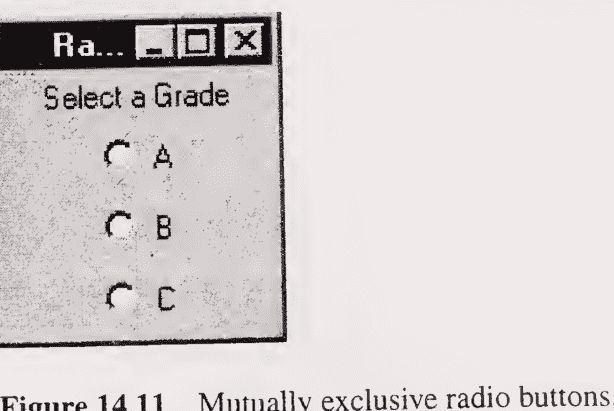 Ra...
Select a Grade
A
B
C
Figure 14.11 Mutually exclusive radio buttons.